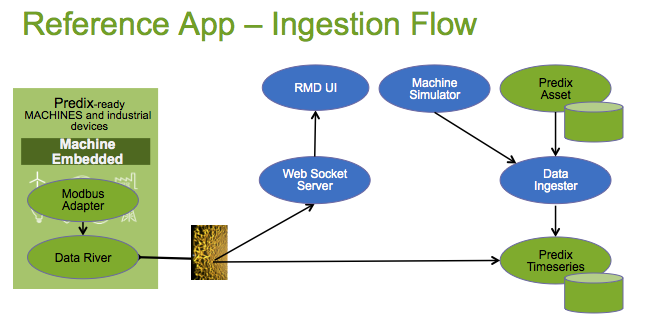 Reference App – Ingestion Flow
Predix-ready
MACHINES and industrial
devices
Machine
Embedded
Modbus
Adapter
Data River
RMD UI
Web Socket
Server
Machine
Simulator
Predix
Asset
Data
Ingester
Predix
Timeseries